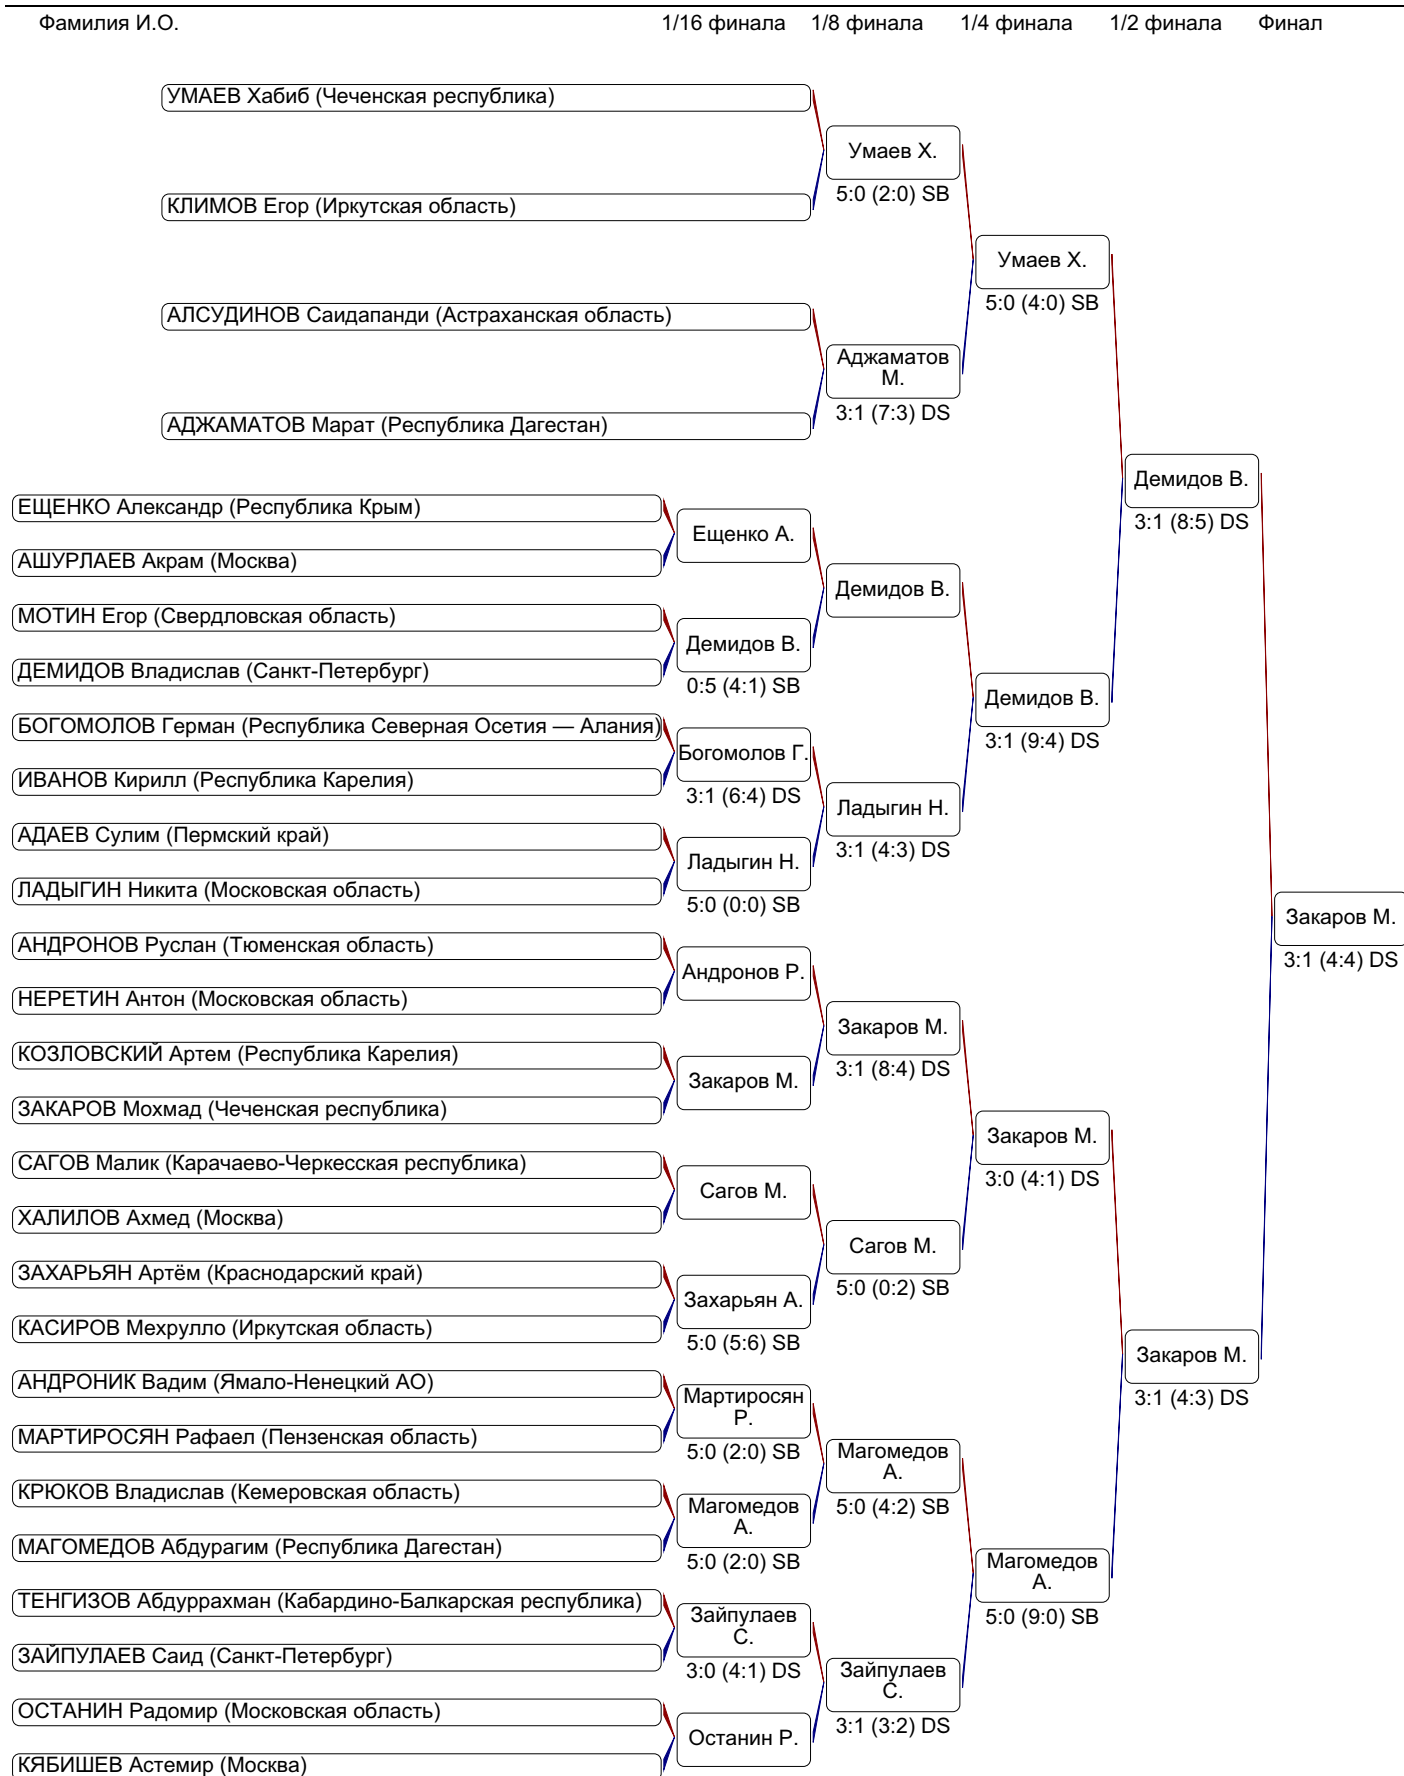 Фамилия И.О. 1/16 финала 1/8 финала 1/4 финала 1/2 финала Финал
УМАЕВ Хабиб (Чеченская республика)
Умаев Х.
5:0 (2:0) SB
КЛИМОВ Егор (Иркутская область)
Умаев Х.
5:0 (4:0) SB
АЛСУДИНОВ Саидапанди (Астраханская область)
Аджаматов
М.
3:1 (7:3) DS
АДЖАМАТОВ Марат (Республика Дагестан)
Демидов В.
3:1 (8:5) DS
ЕЩЕНКО Александр (Республика Крым)
Ещенко А.
АШУРЛАЕВ Акрам (Москва)
Демидов В.
МОТИН Егор (Свердловская область)
Демидов В.
0:5 (4:1) SB
ДЕМИДОВ Владислав (Санкт-Петербург)
Демидов В.
3:1 (9:4) DS
БОГОМОЛОВ Герман (Республика Северная Осетия — Алания)
Богомолов Г.
3:1 (6:4) DS
ИВАНОВ Кирилл (Республика Карелия)
Ладыгин Н.
3:1 (4:3) DS
АДАЕВ Сулим (Пермский край)
Ладыгин Н.
5:0 (0:0) SB
ЛАДЫГИН Никита (Московская область)
Закаров М.
3:1 (4:4) DS
АНДРОНОВ Руслан (Тюменская область)
Андронов Р.
НЕРЕТИН Антон (Московская область)
Закаров М.
3:1 (8:4) DS
КОЗЛОВСКИЙ Артем (Республика Карелия)
Закаров М.
ЗАКАРОВ Мохмад (Чеченская республика)
Закаров М.
3:0 (4:1) DS
САГОВ Малик (Карачаево-Черкесская республика)
Сагов М.
ХАЛИЛОВ Ахмед (Москва)
Сагов М.
5:0 (0:2) SB
ЗАХАРЬЯН Артём (Краснодарский край)
Захарьян А.
5:0 (5:6) SB
КАСИРОВ Мехрулло (Иркутская область)
Закаров М.
3:1 (4:3) DS
АНДРОНИК Вадим (Ямало-Ненецкий АО)
Мартиросян
Р.
5:0 (2:0) SB
МАРТИРОСЯН Рафаел (Пензенская область)
Магомедов
А.
5:0 (4:2) SB
КРЮКОВ Владислав (Кемеровская область)
Магомедов
А.
5:0 (2:0) SB
МАГОМЕДОВ Абдурагим (Республика Дагестан)
Магомедов
А.
5:0 (9:0) SB
ТЕНГИЗОВ Абдуррахман (Кабардино-Балкарская республика)
Зайпулаев
С.
3:0 (4:1) DS
ЗАЙПУЛАЕВ Саид (Санкт-Петербург)
Зайпулаев
С.
3:1 (3:2) DS
ОСТАНИН Радомир (Московская область)
Останин Р.
КЯБИШЕВ Астемир (Москва)